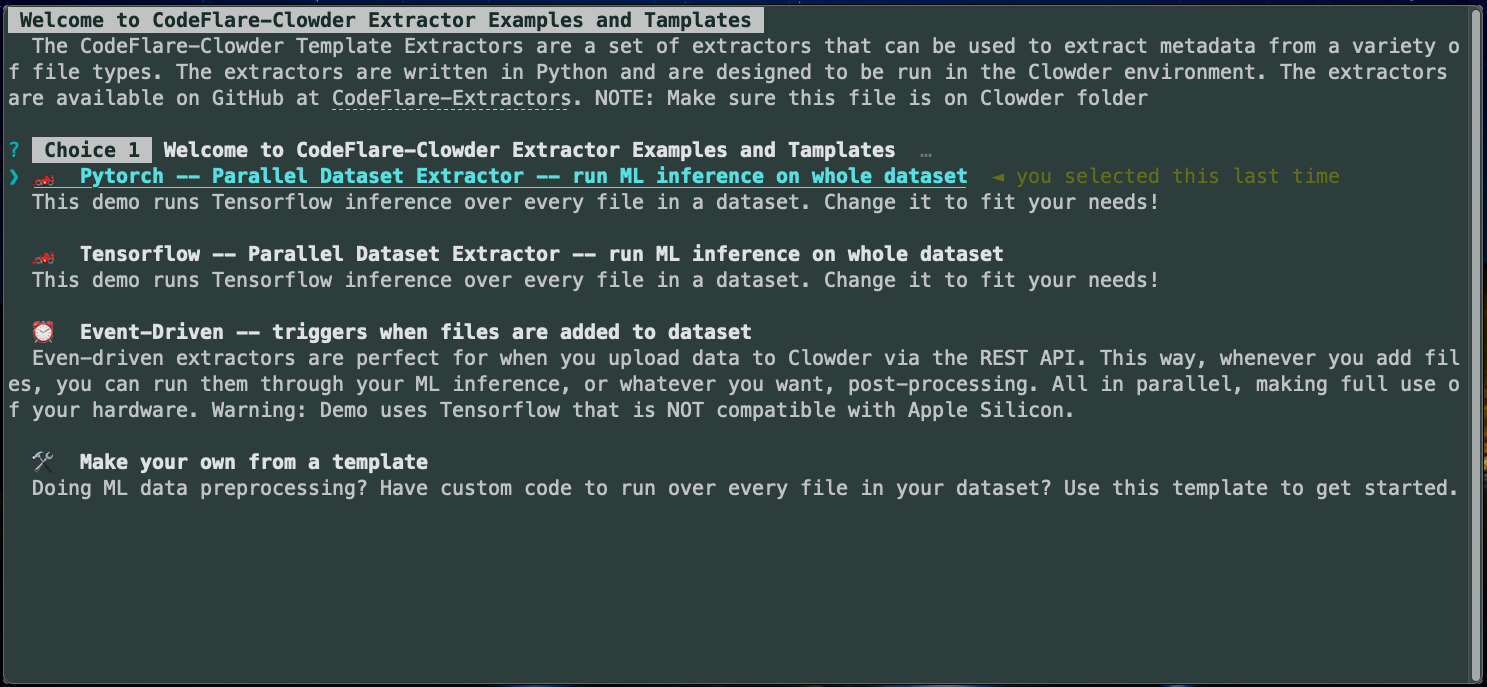 Welcome to CodeFlare-Clowder Extractor Examples and Tamplates
The CodeFlare-Clowder Template Extractors are a set of extractors that can be used to extract metadata from a variety o
f file types. The extractors are written in Python and are designed to be run in the Clowder environment. The extractors
are available on GitHub at CodeFlare-Extractors. NOTE: Make sure this file is on Clowder folder
? Choice 1 Welcome to CodeFlare-Clowder Extractor Examples and Tamplates …
❯ 🏎 Pytorch -- Parallel Dataset Extractor -- run ML inference on whole dataset ◄ you selected this last time
This demo runs Tensorflow inference over every file in a dataset. Change it to fit your needs!
🏎 Tensorflow -- Parallel Dataset Extractor -- run ML inference on whole dataset
This demo runs Tensorflow inference over every file in a dataset. Change it to fit your needs!
⏰ Event-Driven -- triggers when files are added to dataset
Even-driven extractors are perfect for when you upload data to Clowder via the REST API. This way, whenever you add fil
es, you can run them through your ML inference, or whatever you want, post-processing. All in parallel, making full use o
f your hardware. Warning: Demo uses Tensorflow that is NOT compatible with Apple Silicon.
🛠 Make your own from a template
Doing ML data preprocessing? Have custom code to run over every file in your dataset? Use this template to get started.